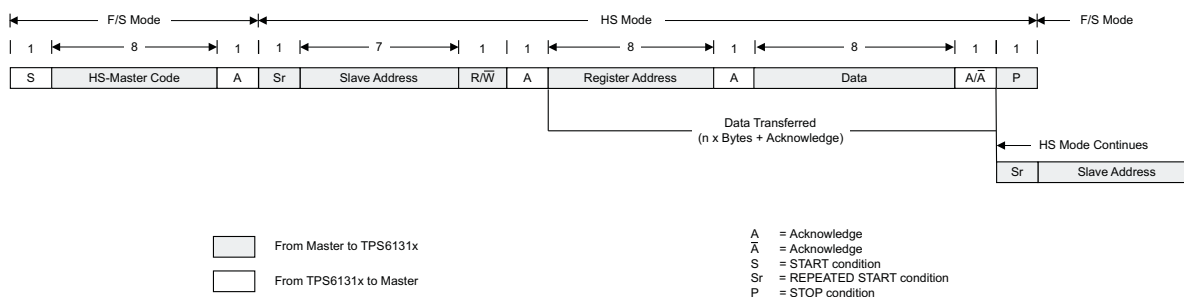 F/S Mode HS Mode F/S Mode
1 8 1 1 7 1 1 8 1 8 1 1
S HS-Master Code A Sr Slave Address R/W̅ A Register Address A Data A/A̅ P
Data Transferred
(n x Bytes + Acknowledge)
HS Mode Continues
Sr Slave Address
From Master to TPS6131x
From TPS6131x to Master
A = Acknowledge
A̅ = Acknowledge
S = START condition
Sr = REPEATED START condition
P = STOP condition